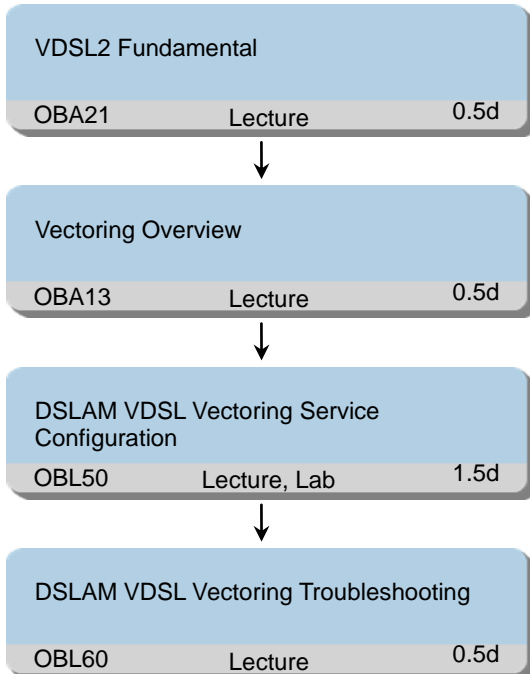 VDSL2 Fundamental
OBA21 Lecture 0.5d
Vectoring Overview
OBA13 Lecture 0.5d
DSLAM VDSL Vectoring Service
Configuration
OBL50 Lecture, Lab 1.5d
DSLAM VDSL Vectoring Troubleshooting
OBL60 Lecture 0.5d